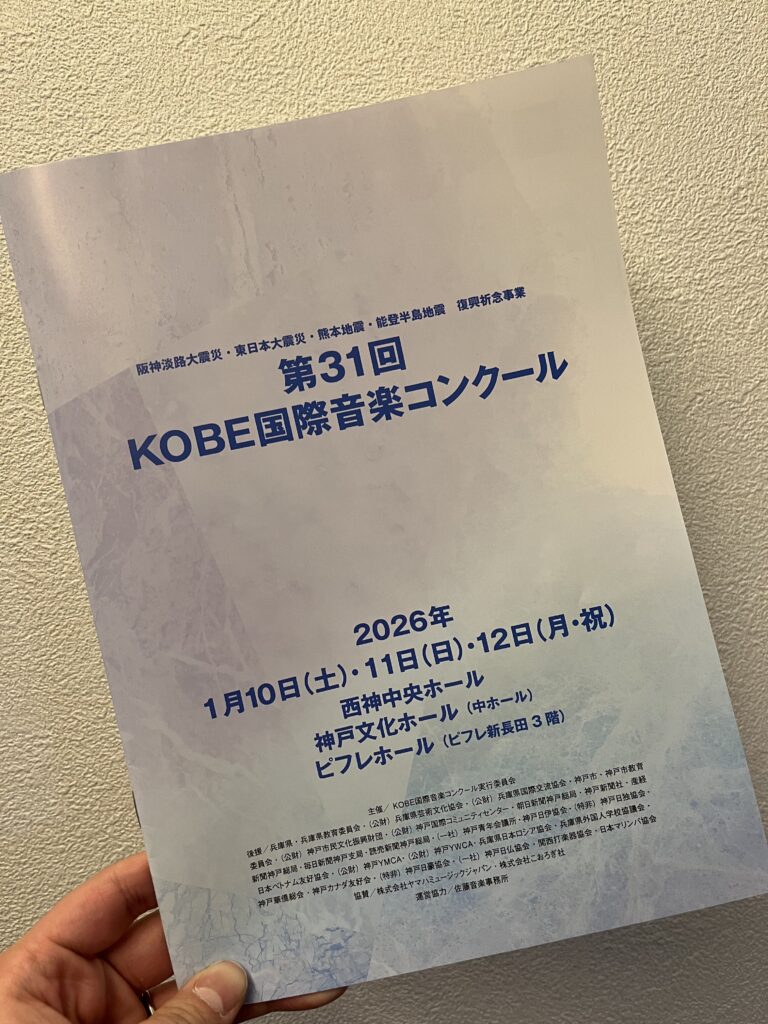 阪神淡路大震災・東日本大震災・熊本地震・能登半島地震　復興祈念事業
第31回
KOBE国際音楽コンクール
2026年
1月10日(土)・11日(日)・12日(月・祝)
西神中央ホール
神戸文化ホール(中ホール)
ピフレホール(ピフレ新長田3階)
主催/KOBE国際音楽コンクール実行委員会
後援/兵庫県・兵庫県教育委員会・(公財)兵庫県芸術文化協会・(公財)兵庫県国際交流協会・神戸市・神戸市教育
委員会・(公財)神戸市民文化振興財団・(公財)神戸国際コミュニティセンター・朝日新聞神戸総局・神戸新聞社・産経
新聞神戸総局・毎日新聞神戸支局・読売新聞神戸総局・(一社)神戸青年会議所・神戸日伊協会・(特非)神戸日独協会・
日本ベトナム友好協会・(公財)神戸YMCA・(公財)神戸YWCA・兵庫県日本ロシア協会・兵庫県外国人学校協議会・
神戸華僑総会・神戸カナダ友好会・(特非)神戸日豪協会・(一社)神戸日仏協会・関西打楽器協会・日本マリンバ協会
協賛/株式会社ヤマハミュージックジャパン・株式会社こおろぎ社
運営協力/佐藤音楽事務所